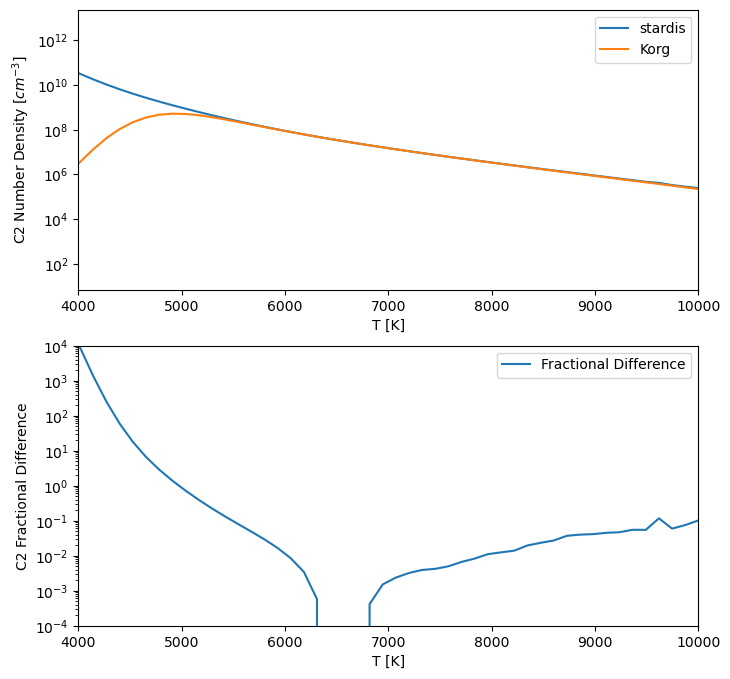 stardis
Korg
C2 Number Density [$cm^{-3}$]
10^12
10^10
10^8
10^6
10^4
10^2
4000 5000 6000 7000 8000 9000 10000
T [K]
Fractional Difference
C2 Fractional Difference
10^4
10^3
10^2
10^1
10^0
10^-1
10^-2
10^-3
10^-4
4000 5000 6000 7000 8000 9000 10000
T [K]